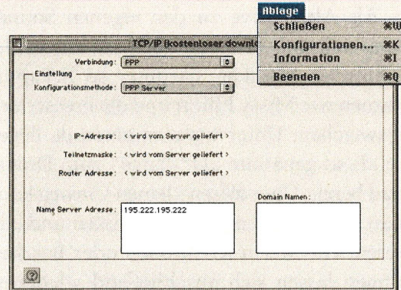 Ablage
Schließen ⌘W
Konfigurationen... ⌘K
Information ⌘I
Beenden ⌘Q
TCP/IP (kostenloser downlo
Verbindung: PPP
Einstellung
Konfigurationsmethode: PPP Server
IP-Adresse: < wird vom Server geliefert >
Teilnetzmaske: < wird vom Server geliefert >
Router Adresse: < wird vom Server geliefert >
Domain Namen:
Name Server Adresse: 195.222.195.222
?